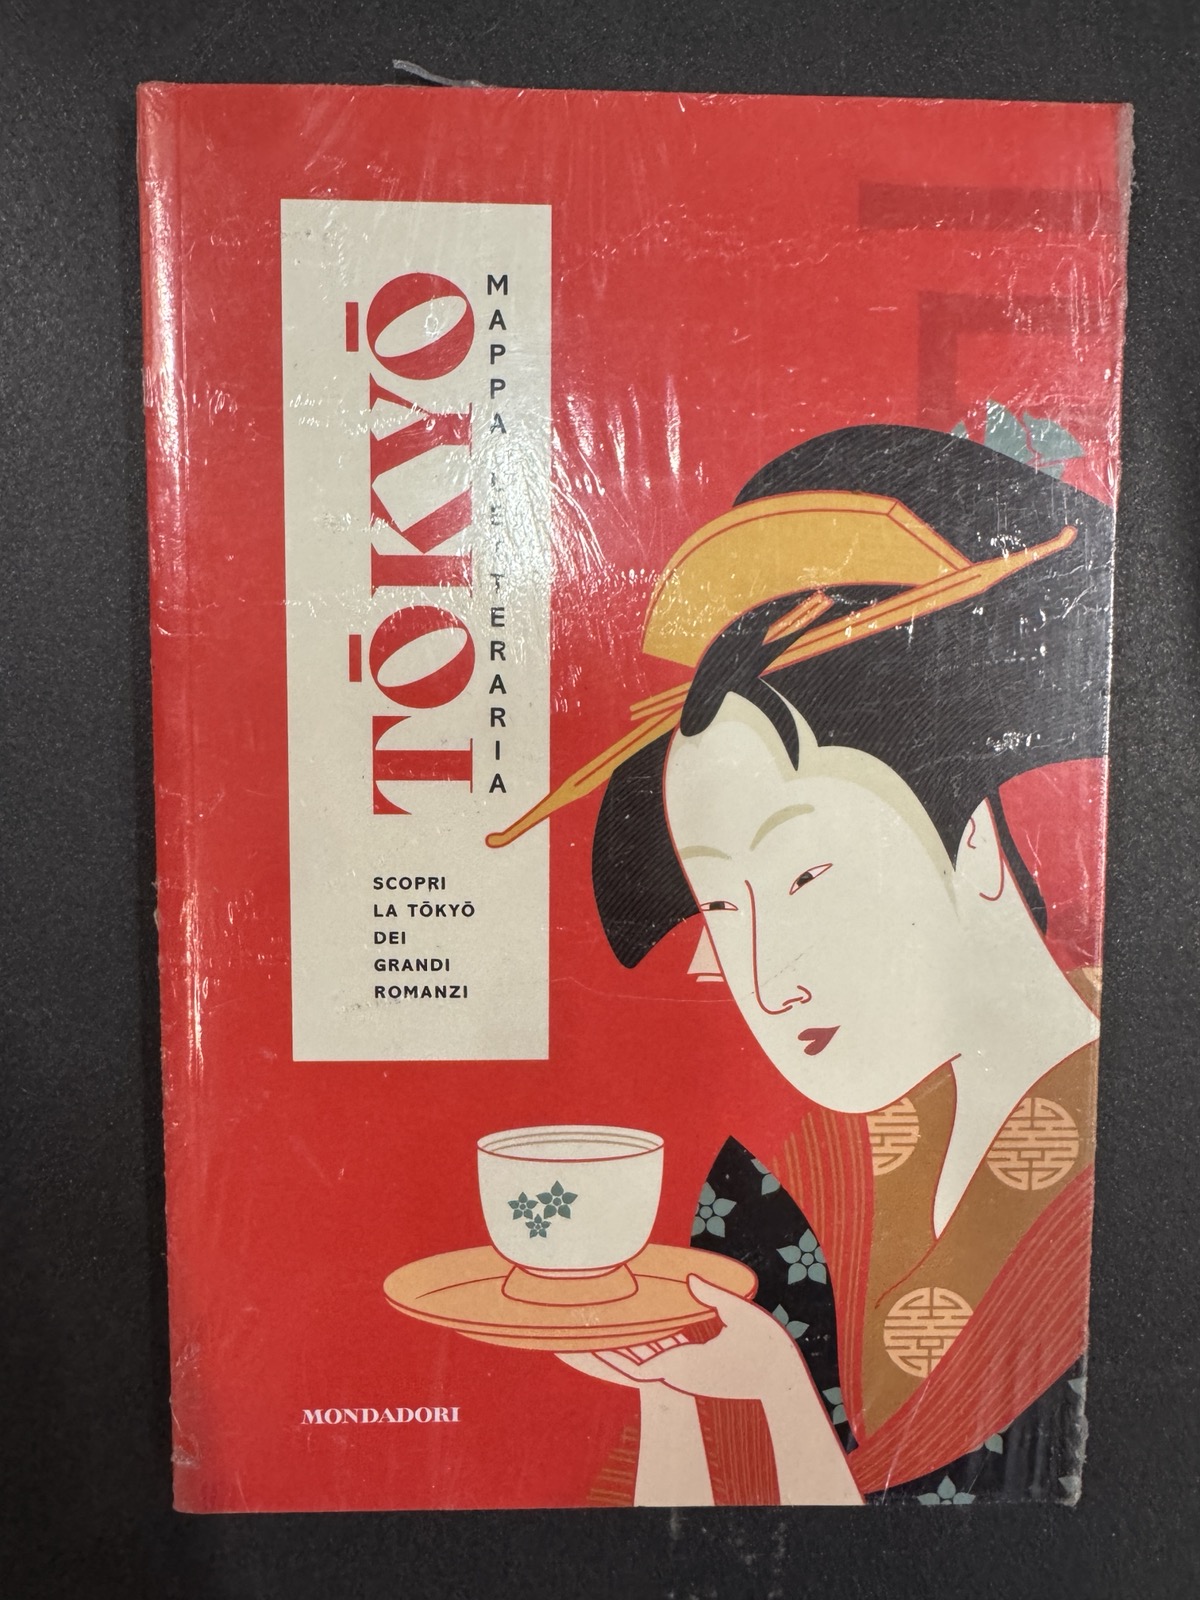 TŌKYŌ
MAPPA LETTERARIA
SCOPRI
LA TŌKYŌ
DEI
GRANDI
ROMANZI
MONDADORI